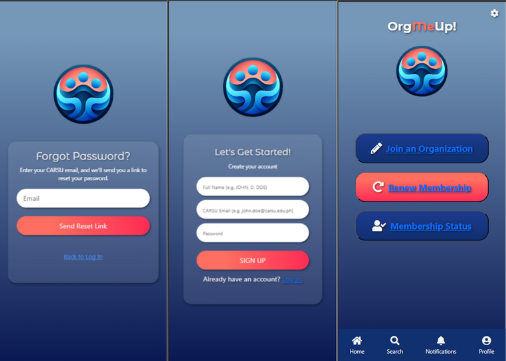 Forgot Password?
Enter your CARSU email, and we'll send you a link to
reset your password.
Email
Send Reset Link
Back to Log In
Let's Get Started!
Create your account
Full Name (e.g. JOHN, D. DOE)
CARSU Email (e.g. john.doe@carsu.edu.ph)
Password
SIGN UP
Already have an account? Log In
OrgMeUp!
Join an Organization
Renew Membership
Membership Status
Home
Search
Notifications
Profile